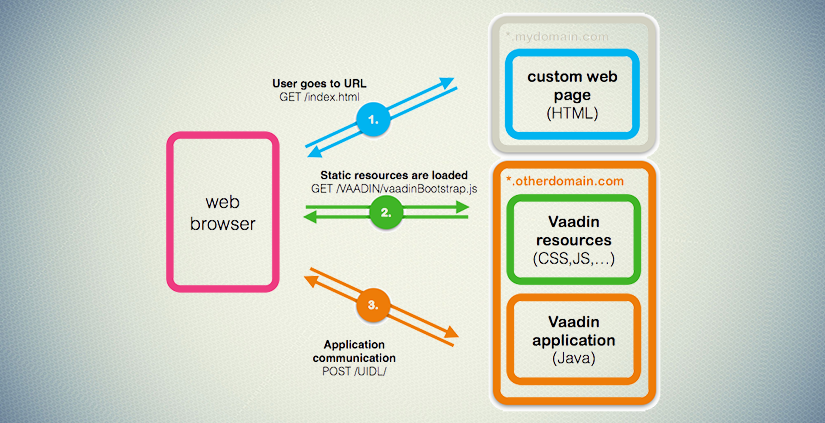 *.mydomain.com
custom web
page
(HTML)
User goes to URL
GET /index.html
1.
web
browser
Static resources are loaded
GET /VAADIN/vaadinBootstrap.js
2.
*.otherdomain.com
Vaadin
resources
(CSS,JS,...)
3.
Application
communication
POST /UIDL/
Vaadin
application
(Java)